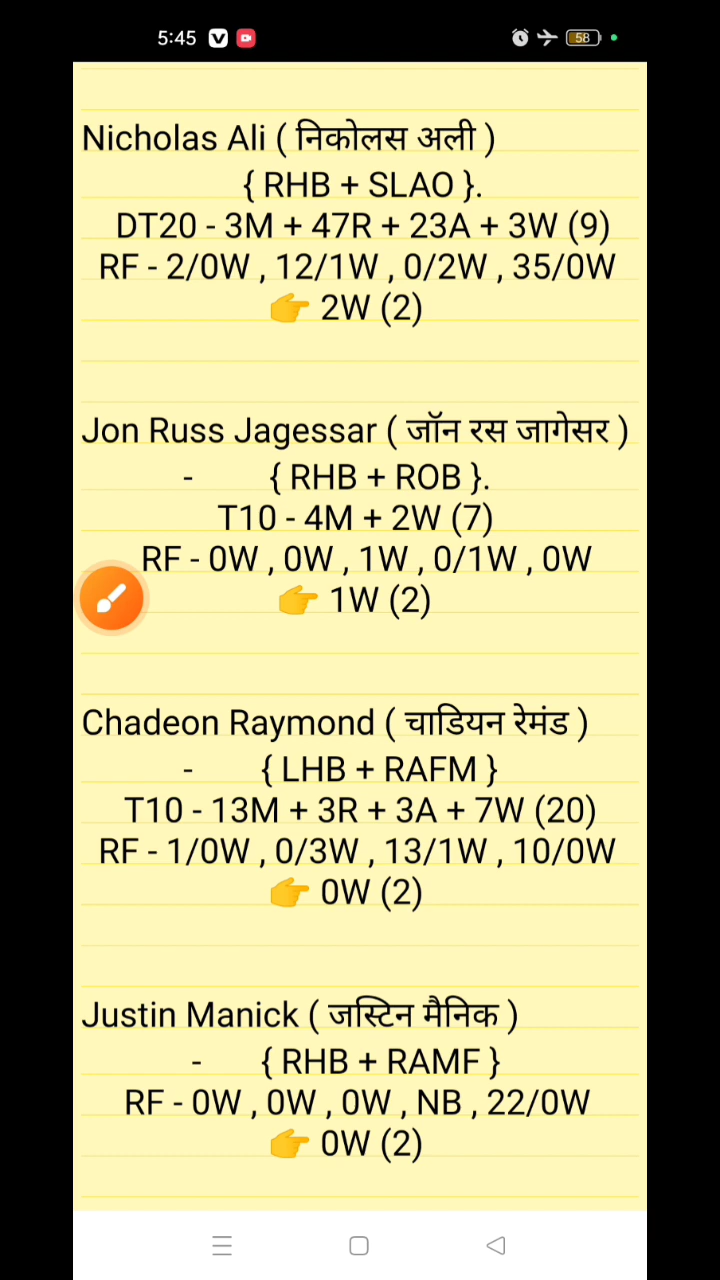 5:45 V 58
Nicholas Ali ( निकोलस अली )
{ RHB + SLAO }.
DT20 - 3M + 47R + 23A + 3W (9)
RF - 2/0W , 12/1W , 0/2W , 35/0W
👉 2W (2)
Jon Russ Jagessar ( जॉन रस जागेसर )
- { RHB + ROB }.
T10 - 4M + 2W (7)
RF - 0W , 0W , 1W , 0/1W , 0W
👉 1W (2)
Chadeon Raymond ( चाडियन रेमंड )
- { LHB + RAFM }
T10 - 13M + 3R + 3A + 7W (20)
RF - 1/0W , 0/3W , 13/1W , 10/0W
👉 0W (2)
Justin Manick ( जस्टिन मैनिक )
- { RHB + RAMF }
RF - 0W , 0W , 0W , NB , 22/0W
👉 0W (2)